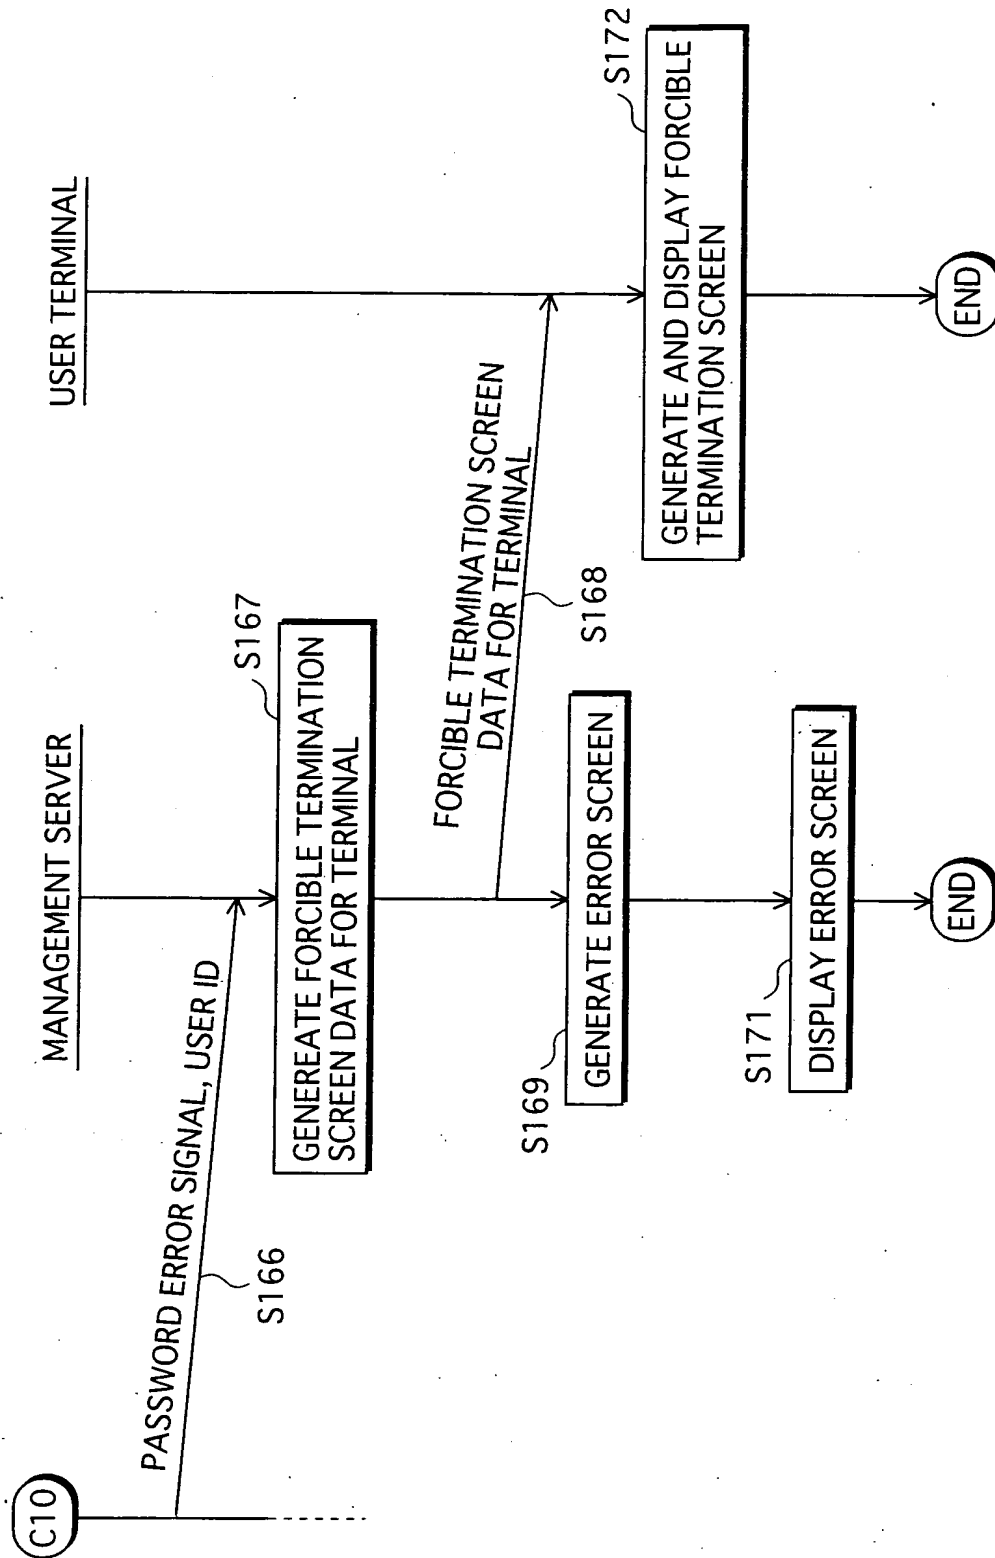 C10
MANAGEMENT SERVER
USER TERMINAL
PASSWORD ERROR SIGNAL, USER ID
S166
S167
GENEREATE FORCIBLE TERMINATION
SCREEN DATA FOR TERMINAL
FORCIBLE TERMINATION SCREEN
DATA FOR TERMINAL
S168
S169
GENERATE ERROR SCREEN
S172
GENERATE AND DISPLAY FORCIBLE
TERMINATION SCREEN
S171
DISPLAY ERROR SCREEN
END
END